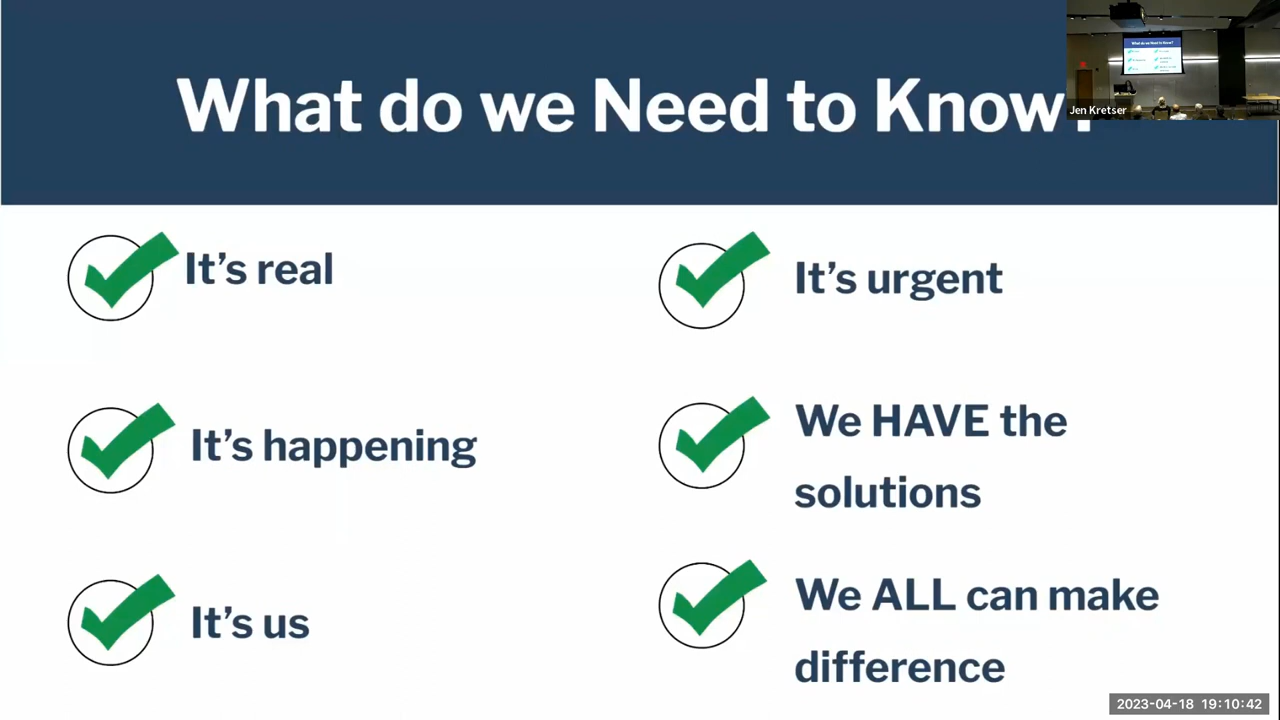 What do we Need to Know?
Jen Kretser
It's real
It's happening
It's us
It's urgent
We HAVE the
solutions
We ALL can make
difference
2023-04-18 19:10:42